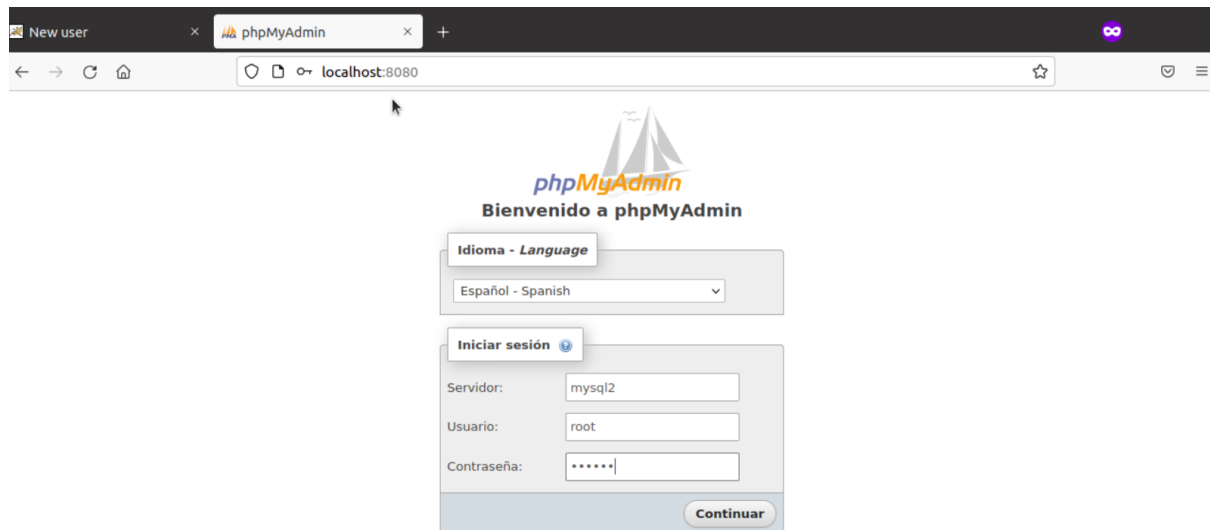 New user
phpMyAdmin
localhost:8080
phpMyAdmin
Bienvenido a phpMyAdmin
Idioma - Language
Español - Spanish
Iniciar sesión
Servidor: mysql2
Usuario: root
Contraseña: ••••••
Continuar